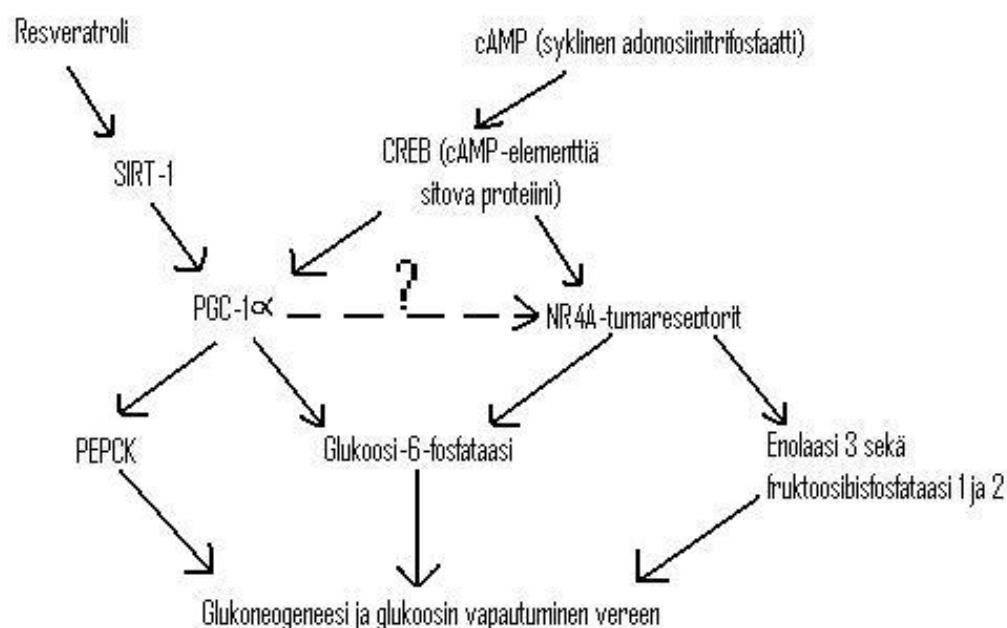 Resveratroli
cAMP (syklinen adonosiinitrifosfaatti)
CREB (cAMP-elementtiä
sitova proteiini)
SIRT-1
?
PGC-1α
NR4A-tumareseptorit
PEPCK
Glukoosi-6-fosfataasi
Enolaasi 3 sekä
fruktoosibisfosfataasi 1 ja 2
Glukoneogeneesi ja glukoosin vapautuminen vereen